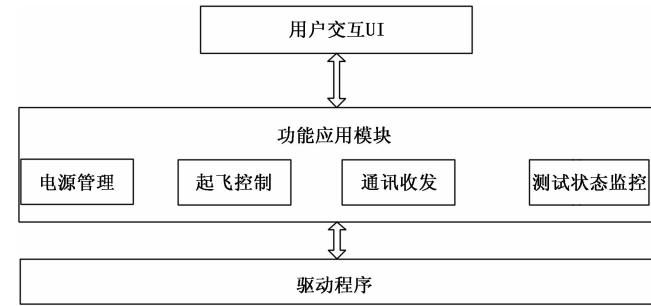 用户交互UI
功能应用模块
电源管理
起飞控制
通讯收发
测试状态监控
驱动程序